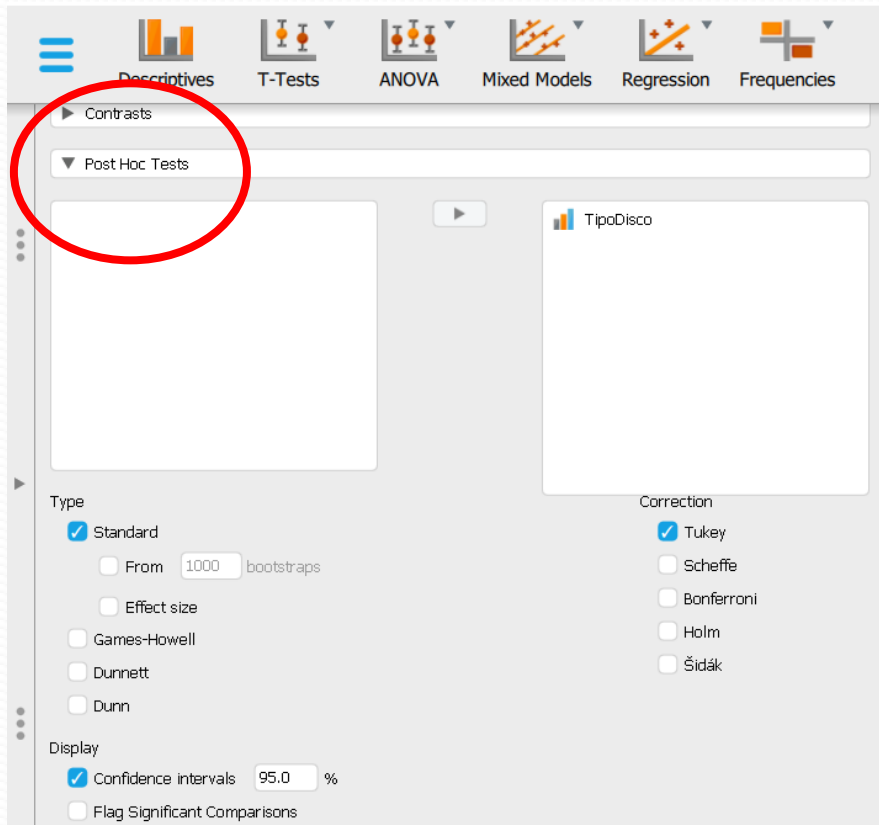 Descriptives T-Tests ANOVA Mixed Models Regression Frequencies
Contrasts
Post Hoc Tests
TipoDisco
Type
Standard
From 1000 bootstraps
Effect size
Games-Howell
Dunnett
Dunn
Correction
Tukey
Scheffe
Bonferroni
Holm
Šidák
Display
Confidence intervals 95.0 %
Flag Significant Comparisons